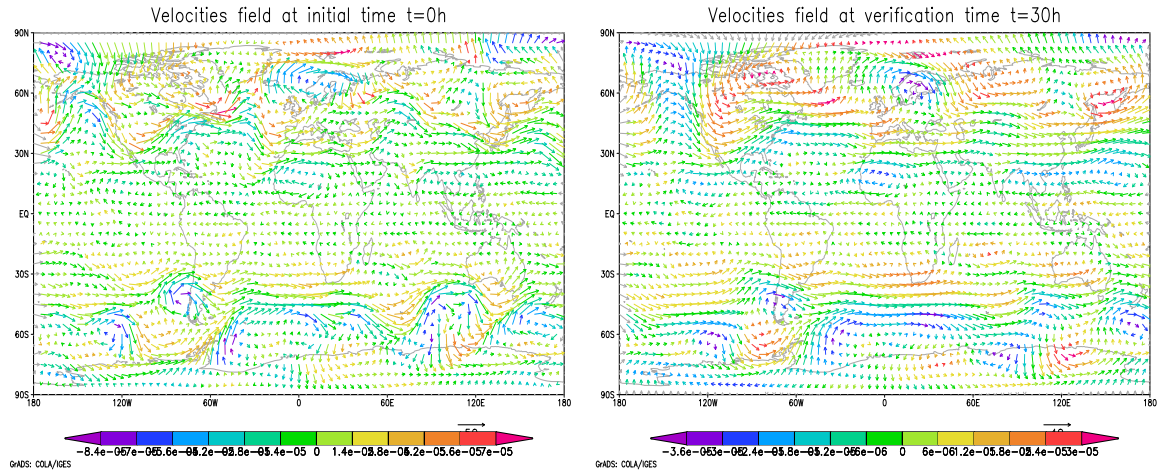 Velocities field at initial time t=0h
90N
60N
30N
EQ
30S
60S
90S
180 120W 60W 0 60E 120E 180
0
GrADS: COLA/IGES
Velocities field at verification time t=30h
90N
60N
30N
EQ
30S
60S
90S
180 120W 60W 0 60E 120E 180
0
GrADS: COLA/IGES